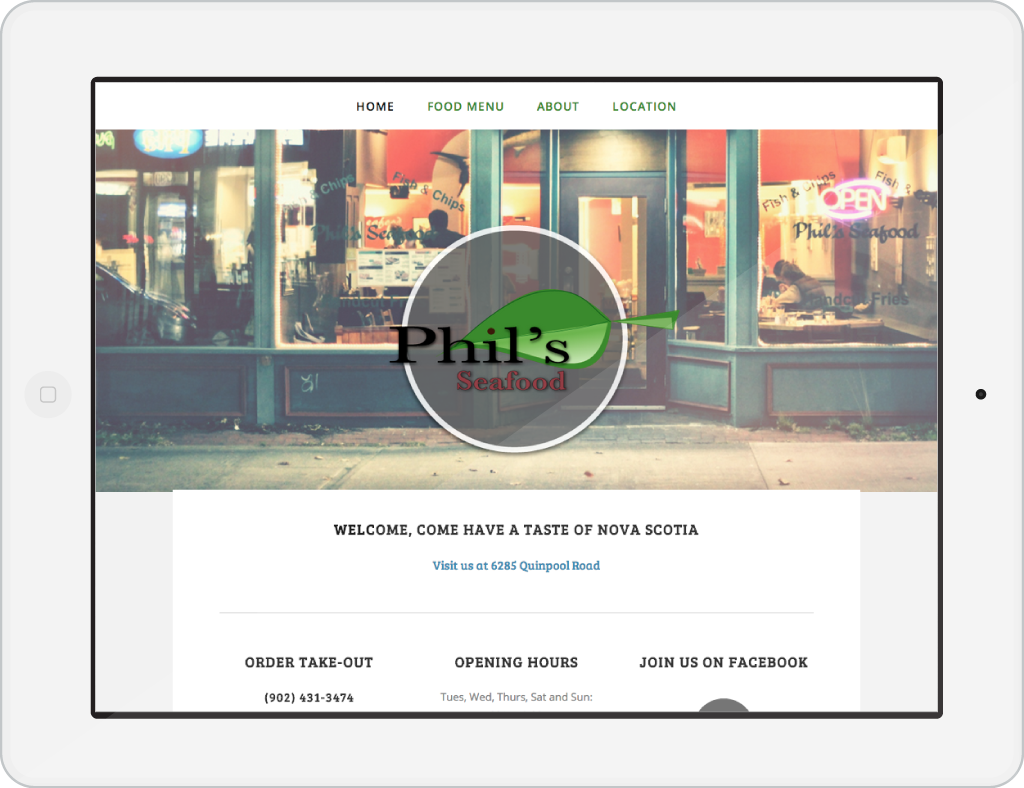 HOME FOOD MENU ABOUT LOCATION
Fish & Chips
Fish & Chips
Fish &
OPEN
Phil's Seafood
Phil's Seafood
Handcut Fries
Phil's
Seafood
WELCOME, COME HAVE A TASTE OF NOVA SCOTIA
Visit us at 6285 Quinpool Road
ORDER TAKE-OUT OPENING HOURS JOIN US ON FACEBOOK
(902) 431-3474 Tues, Wed, Thurs, Sat and Sun: